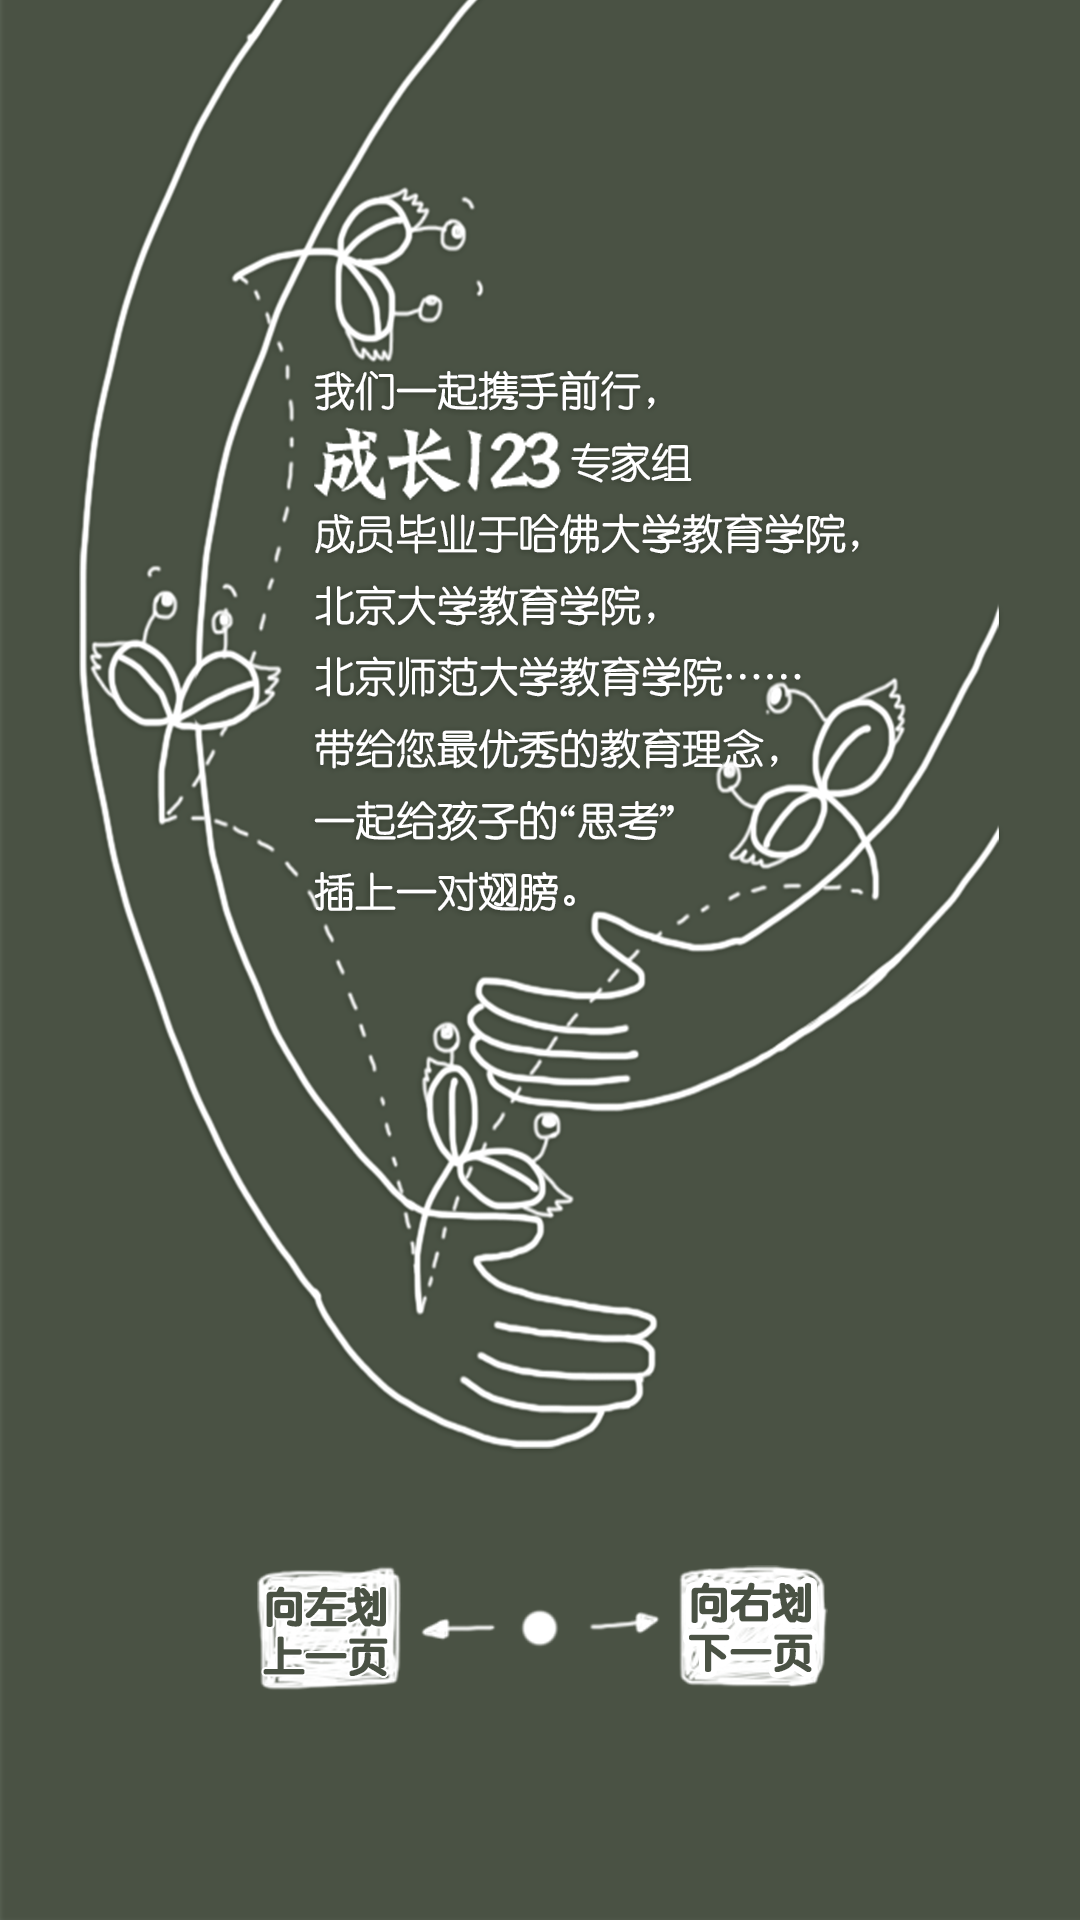 我们一起携手前行，
成长123 专家组
成员毕业于哈佛大学教育学院，
北京大学教育学院，
北京师范大学教育学院……
带给您最优秀的教育理念，
一起给孩子的“思考”
插上一对翅膀。
向左划
上一页
向右划
下一页